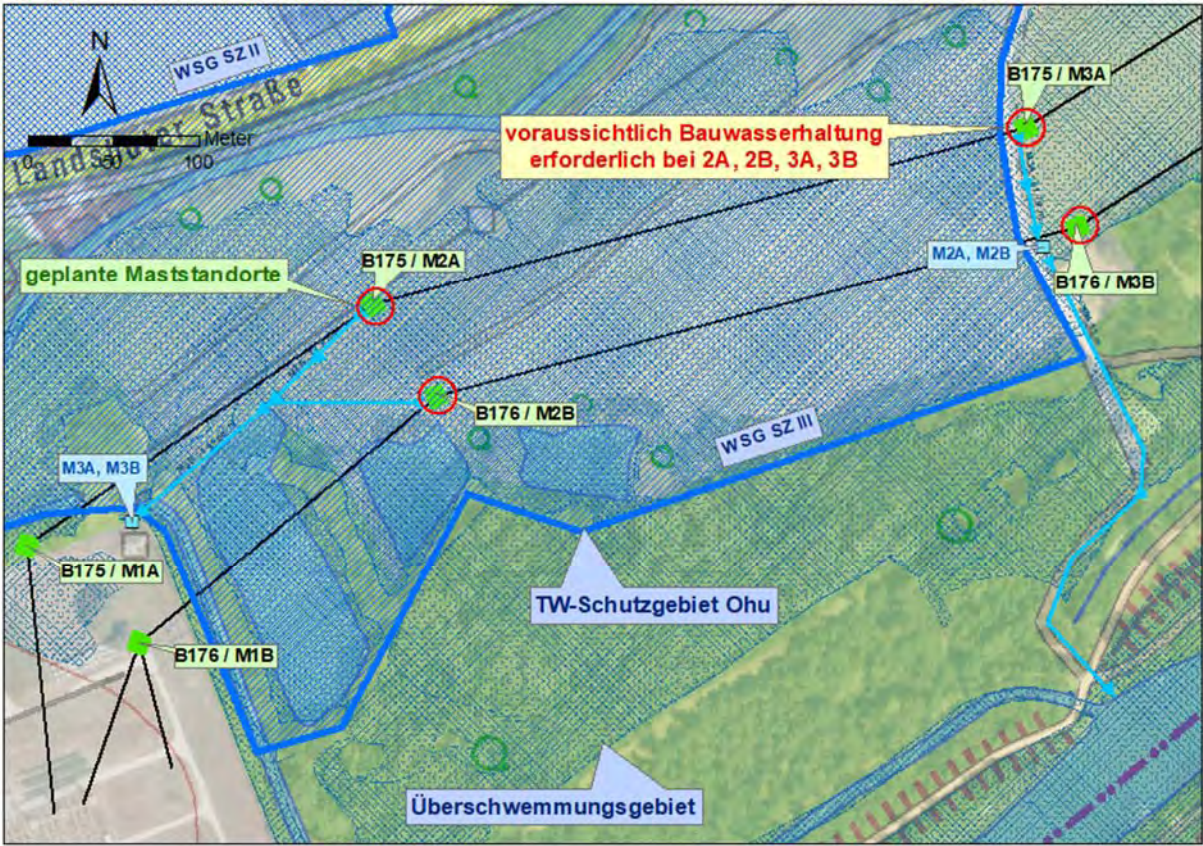 N
WSG SZ II
Landshuter Straße
Meter
0 50 100
B175 / M3A
voraussichtlich Bauwasserhaltung
erforderlich bei 2A, 2B, 3A, 3B
geplante Maststandorte
B175 / M2A
M2A, M2B
B176 / M3B
B176 / M2B
WSG SZ III
M3A, M3B
B175 / M1A
TW-Schutzgebiet Ohu
B176 / M1B
Überschwemmungsgebiet